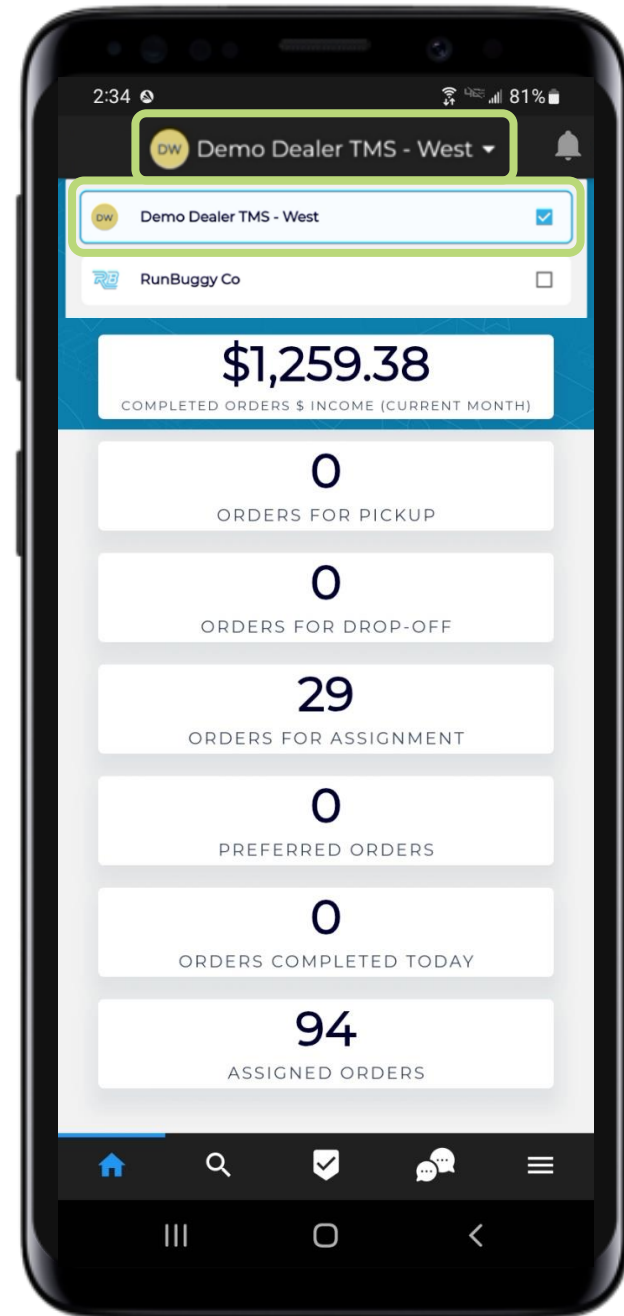 2:34 81%
DW Demo Dealer TMS - West
DW Demo Dealer TMS - West
RB RunBuggy Co
$1,259.38
COMPLETED ORDERS $ INCOME (CURRENT MONTH)
0
ORDERS FOR PICKUP
0
ORDERS FOR DROP-OFF
29
ORDERS FOR ASSIGNMENT
0
PREFERRED ORDERS
0
ORDERS COMPLETED TODAY
94
ASSIGNED ORDERS